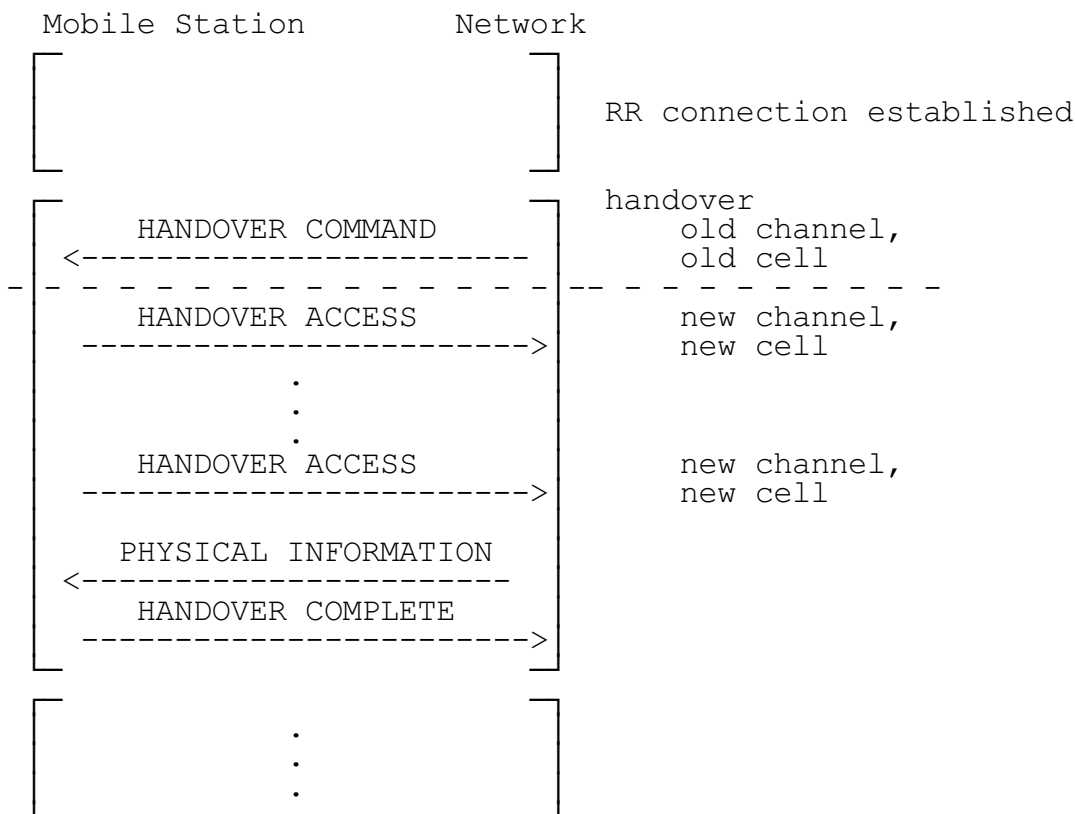 Mobile Station Network
RR connection established
handover
HANDOVER COMMAND old channel,
<------------------------ old cell
- - - - - - - - - - - - - - - -- - - - - - - - - -
HANDOVER ACCESS new channel,
------------------------> new cell
.
.
.
HANDOVER ACCESS new channel,
------------------------> new cell
PHYSICAL INFORMATION
<-----------------------
HANDOVER COMPLETE
------------------------>
.
.
.